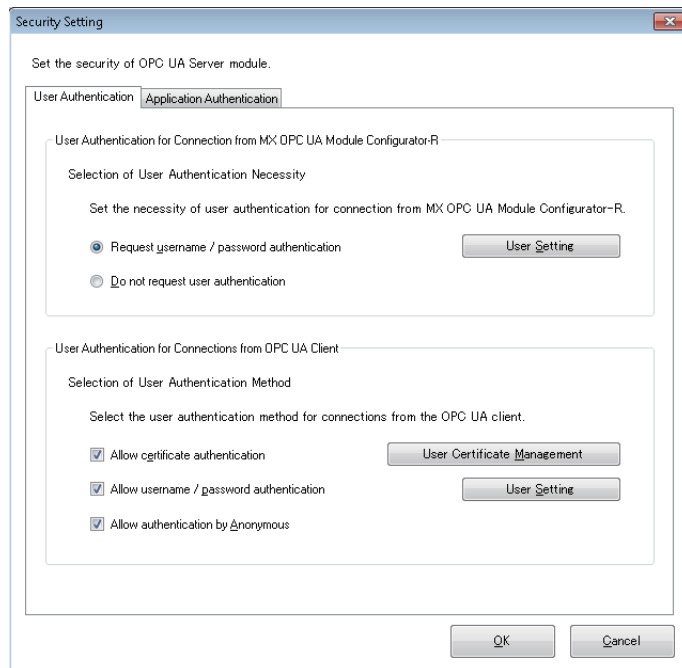 Security Setting
Set the security of OPC UA Server module.
User Authentication
Application Authentication
User Authentication for Connection from MX OPC UA Module Configurator-R
Selection of User Authentication Necessity
Set the necessity of user authentication for connection from MX OPC UA Module Configurator-R.
Request username / password authentication
User Setting
Do not request user authentication
User Authentication for Connections from OPC UA Client
Selection of User Authentication Method
Select the user authentication method for connections from the OPC UA client.
Allow certificate authentication
User Certificate Management
Allow username / password authentication
User Setting
Allow authentication by Anonymous
OK
Cancel